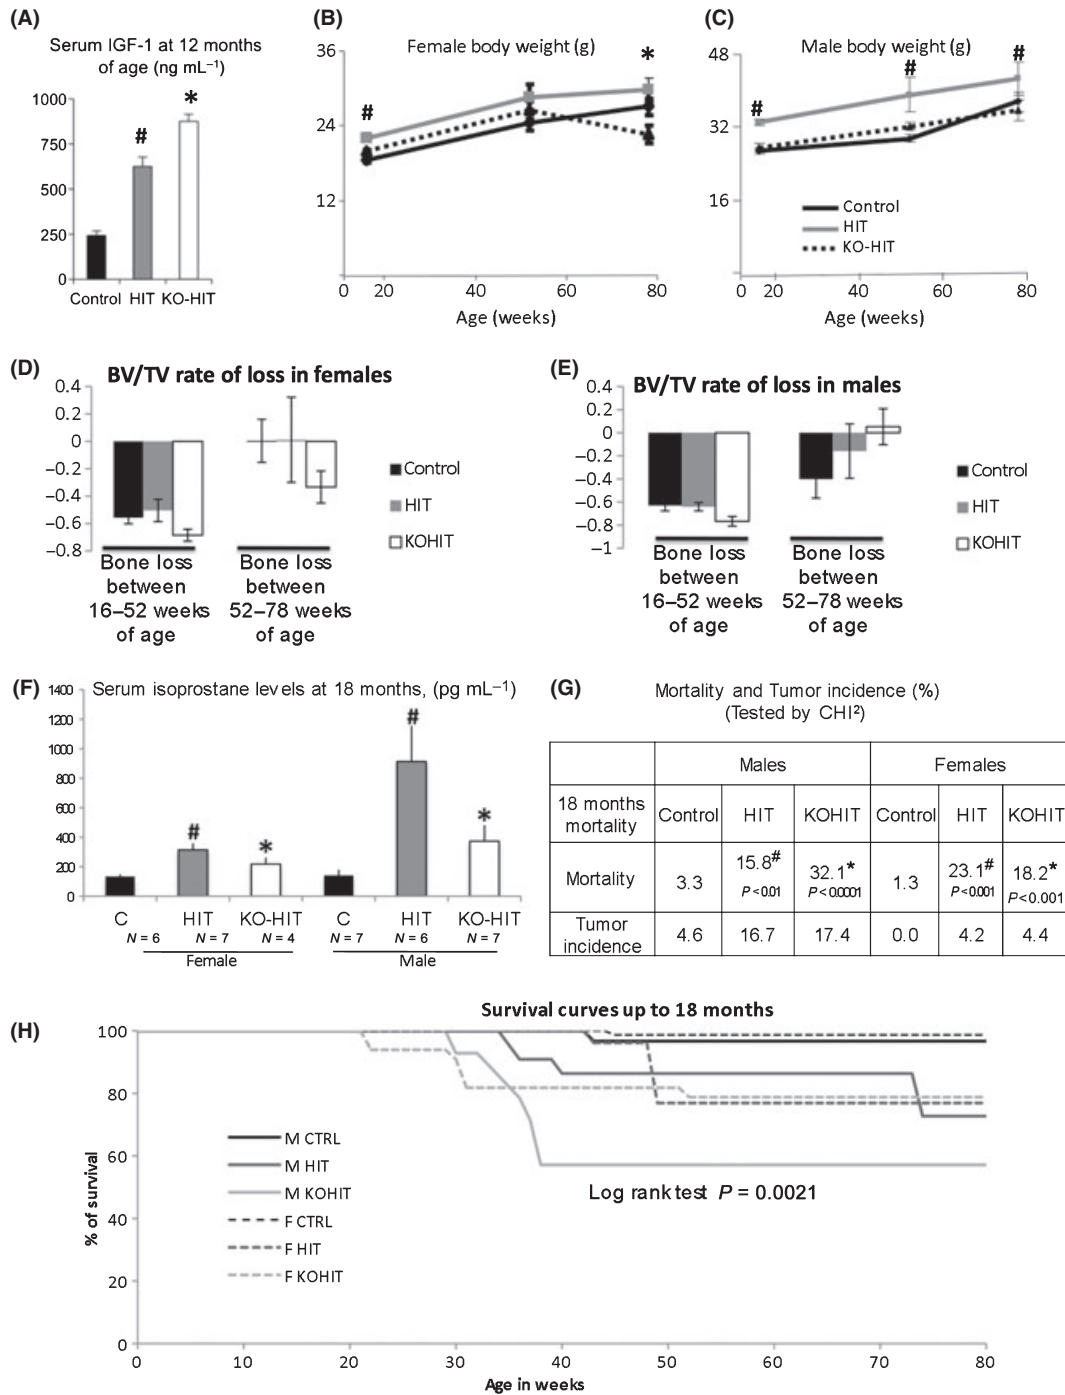 (A)
Serum IGF-1 at 12 months
of age (ng mL⁻¹)
1000
750
500
250
0
#
*
Control HIT KO-HIT
(B)
Female body weight (g)
36
24
12
#
*
0 20 40 60 80
Age (weeks)
(C)
Male body weight (g)
48
32
16
#
#
#
Control
HIT
KO-HIT
0 20 40 60 80
Age (weeks)
(D)
BV/TV rate of loss in females
0.4
0.2
0
−0.2
−0.4
−0.6
−0.8
Control
HIT
KOHIT
Bone loss
between
16–52 weeks
of age
Bone loss
between
52–78 weeks
of age
(E)
BV/TV rate of loss in males
0.4
0.2
0
−0.2
−0.4
−0.6
−0.8
−1
Control
HIT
KOHIT
Bone loss
between
16–52 weeks
of age
Bone loss
between
52–78 weeks
of age
(F)
Serum isoprostane levels at 18 months, (pg mL⁻¹)
1400
1200
1000
800
600
400
200
0
#
*
#
*
C HIT KO-HIT C HIT KO-HIT
N = 6 N = 7 N = 4 N = 7 N = 6 N = 7
Female Male
(G)
Mortality and Tumor incidence (%)
(Tested by CHI²)
Males Females
18 months
mortality
Control HIT KOHIT Control HIT KOHIT
Mortality 3.3 15.8# 32.1* 1.3 23.1# 18.2*
P < 0.01 P < 0.0001 P < 0.001 P < 0.001
Tumor
incidence
4.6 16.7 17.4 0.0 4.2 4.4
(H)
Survival curves up to 18 months
% of survival
100
80
60
40
20
0
M CTRL
M HIT
M KOHIT
F CTRL
F HIT
F KOHIT
Log rank test P = 0.0021
0 10 20 30 40 50 60 70 80
Age in weeks